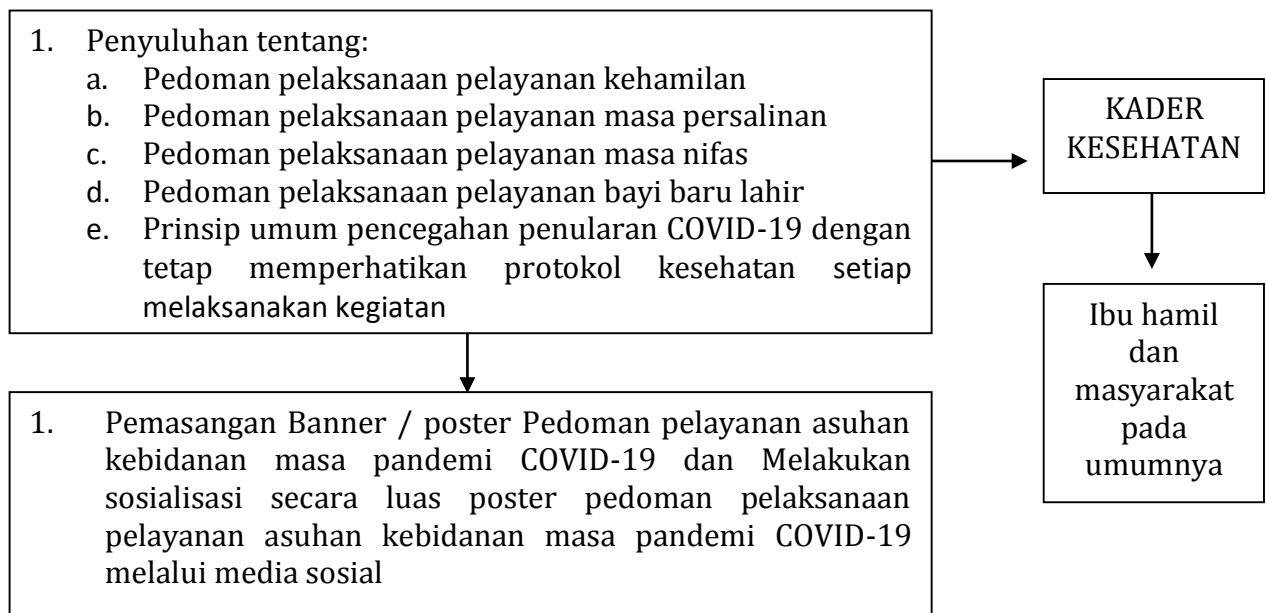 1. Penyuluhan tentang:
a. Pedoman pelaksanaan pelayanan kehamilan
b. Pedoman pelaksanaan pelayanan masa persalinan
c. Pedoman pelaksanaan pelayanan masa nifas
d. Pedoman pelaksanaan pelayanan bayi baru lahir
e. Prinsip umum pencegahan penularan COVID-19 dengan
tetap memperhatikan protokol kesehatan setiap
melaksanakan kegiatan
KADER
KESEHATAN
Ibu hamil
dan
masyarakat
pada
umumnya
1. Pemasangan Banner / poster Pedoman pelayanan asuhan
kebidanan masa pandemi COVID-19 dan Melakukan
sosialisasi secara luas poster pedoman pelaksanaan
pelayanan asuhan kebidanan masa pandemi COVID-19
melalui media sosial